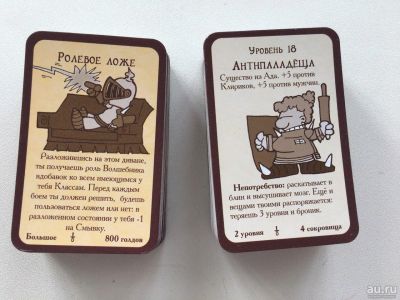 Ролевое ложе
Разложившись на этом диване,
ты получаешь роль Волшебника
вдобавок ко всем имеющимся у
тебя Классам. Перед каждым
боем ты должен решить, будешь
пользоваться ложем или нет: в
разложенном состоянии у тебя -1
на Смывку.
Большое 800 голдов
Уровень 18
Антипаладёща
Существо из Ада. +3 против
Клириков, +3 против мужчин.
Непотребство: раскатывает в
блин и высушивает мозг. Ещё и
вещами твоими распоряжается:
теряешь 3 уровня и броник.
2 уровня 4 сокровища
au.ru